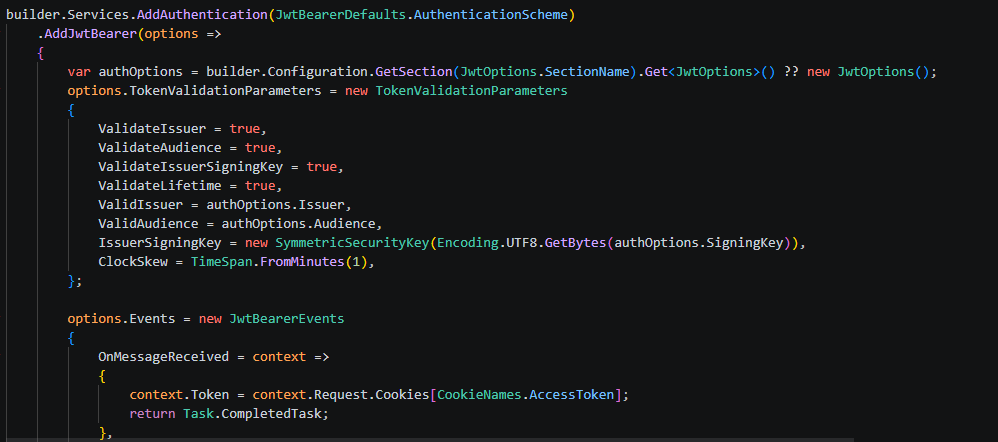 builder.Services.AddAuthentication(JwtBearerDefaults.AuthenticationScheme)
    .AddJwtBearer(options =>
    {
        var authOptions = builder.Configuration.GetSection(JwtOptions.SectionName).Get<JwtOptions>() ?? new JwtOptions();
        options.TokenValidationParameters = new TokenValidationParameters
        {
            ValidateIssuer = true,
            ValidateAudience = true,
            ValidateIssuerSigningKey = true,
            ValidateLifetime = true,
            ValidIssuer = authOptions.Issuer,
            ValidAudience = authOptions.Audience,
            IssuerSigningKey = new SymmetricSecurityKey(Encoding.UTF8.GetBytes(authOptions.SigningKey)),
            ClockSkew = TimeSpan.FromMinutes(1),
        };

        options.Events = new JwtBearerEvents
        {
            OnMessageReceived = context =>
            {
                context.Token = context.Request.Cookies[CookieNames.AccessToken];
                return Task.CompletedTask;
            },